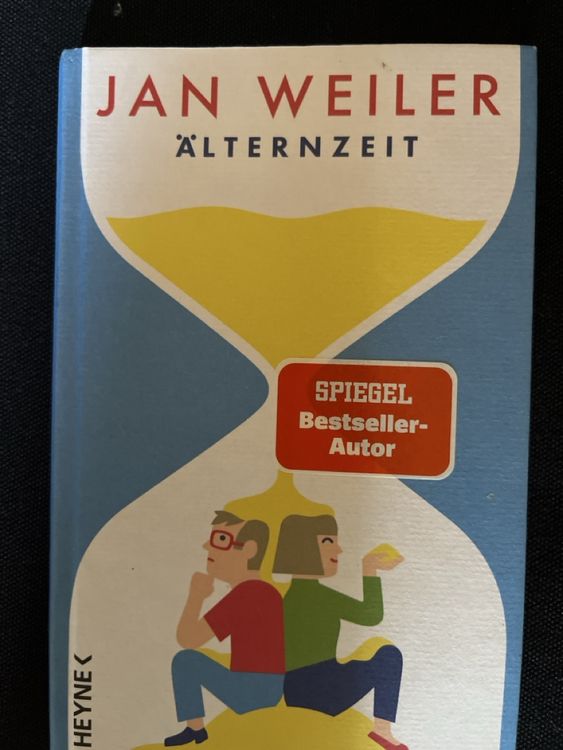 JAN WEILER
ÄLTERNZEIT
SPIEGEL
Bestseller-
Autor
HEYNE<